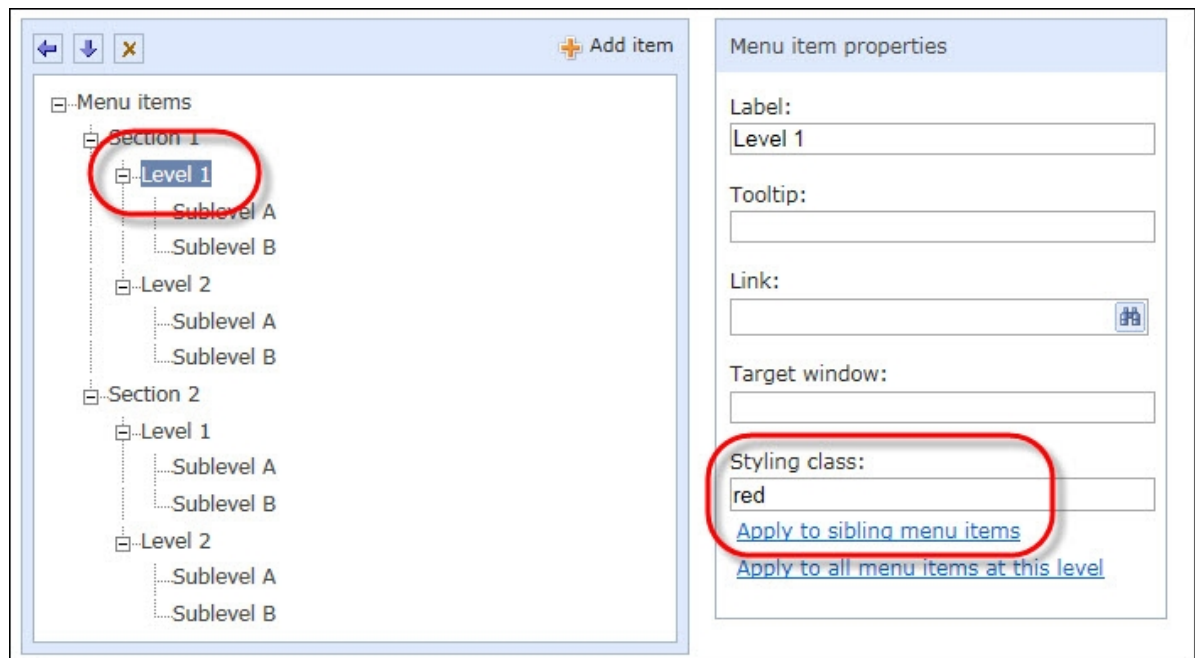 Add item
Menu items
Section 1
Level 1
Sublevel A
Sublevel B
Level 2
Sublevel A
Sublevel B
Section 2
Level 1
Sublevel A
Sublevel B
Level 2
Sublevel A
Sublevel B
Menu item properties
Label:
Level 1
Tooltip:
Link:
Target window:
Styling class:
red
Apply to sibling menu items
Apply to all menu items at this level